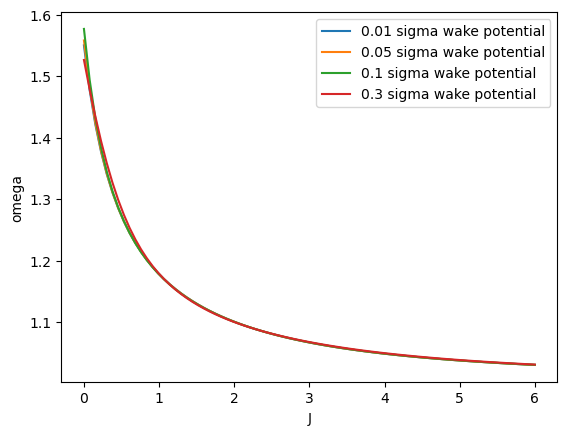 1.6
1.5
1.4
1.3
1.2
1.1
omega
0.01 sigma wake potential
0.05 sigma wake potential
0.1 sigma wake potential
0.3 sigma wake potential
0 1 2 3 4 5 6
J